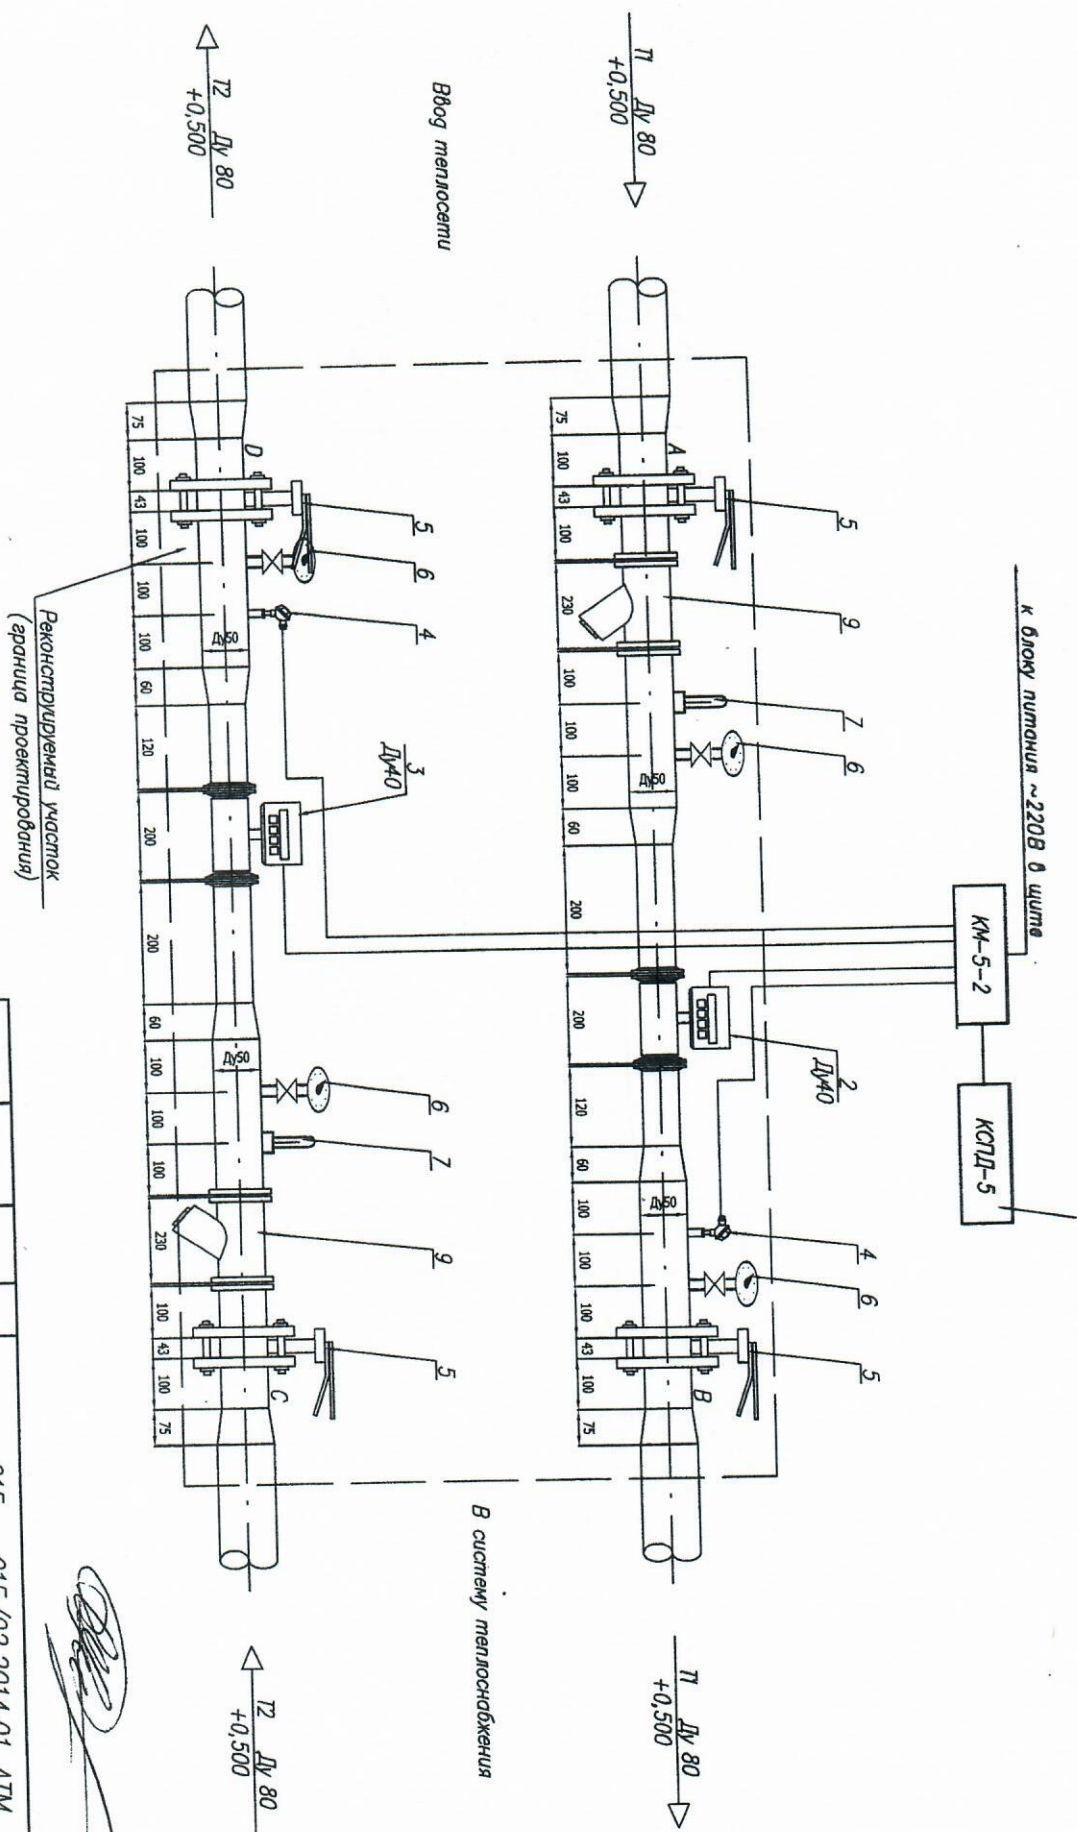 к блоку питания ~220В в щите
КМ-5-2
КСПД-5
Т1 Ду 80
+0,500
Ввод теплосети
Т2 Ду 80
+0,500
А
5
9
7
6
2
Ду40
4
6
5
В
75
100
43
100
230
100
100
100
60
200
200
120
60
100
100
100
43
100
75
Ду50
Ду50
Т1 Ду 80
+0,500
В систему теплоснабжения
Т2 Ду 80
+0,500
D
5
6
4
3
Ду40
6
7
9
5
С
75
100
43
100
100
100
60
120
200
200
60
100
100
100
230
100
43
100
75
Ду50
Ду50
Реконструируемый участок
(граница проектирования)